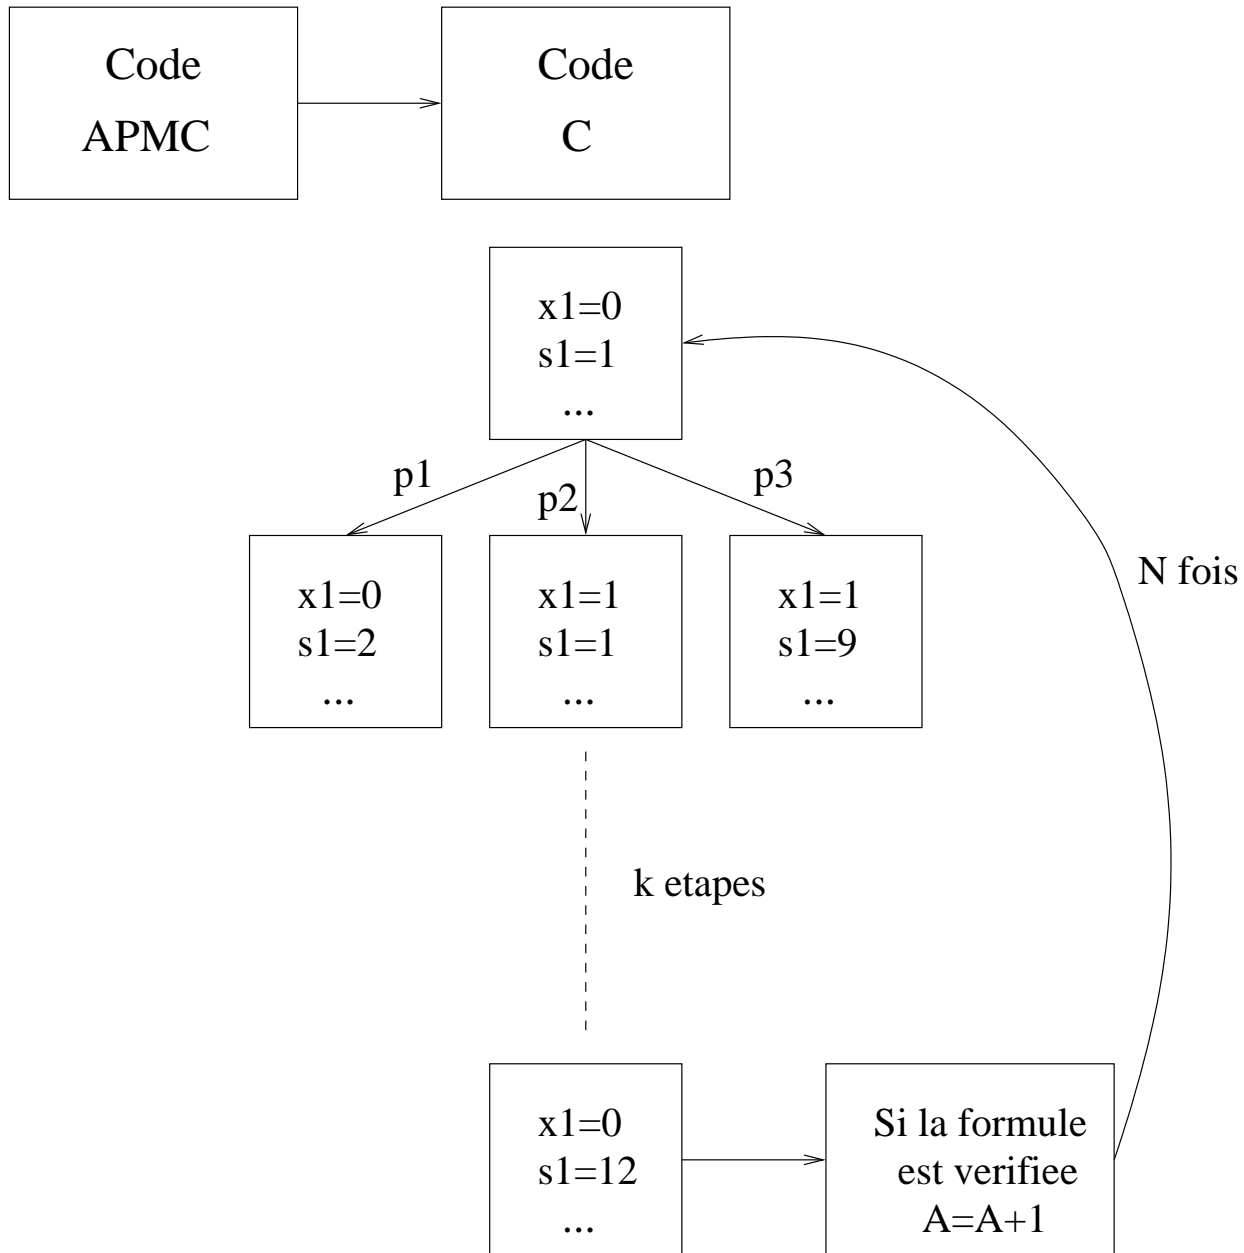 Code
APMC
Code
C
x1=0
s1=1
...
p1
p2
p3
x1=0
s1=2
...
x1=1
s1=1
...
x1=1
s1=9
...
N fois
k etapes
x1=0
s1=12
...
Si la formule
est verifiee
A=A+1